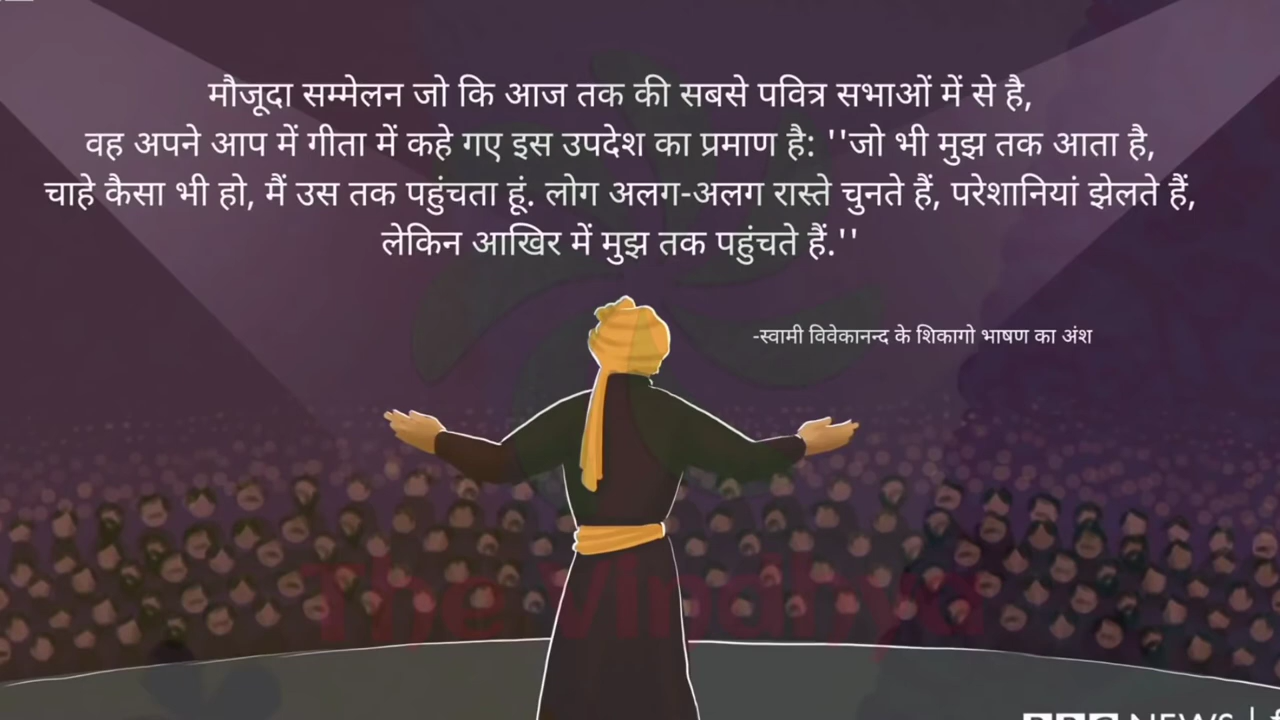 मौजूदा सम्मेलन जो कि आज तक की सबसे पवित्र सभाओं में से है,
वह अपने आप में गीता में कहे गए इस उपदेश का प्रमाण है: ''जो भी मुझ तक आता है,
चाहे कैसा भी हो, मैं उस तक पहुंचता हूं. लोग अलग-अलग रास्ते चुनते हैं, परेशानियां झेलते हैं,
लेकिन आखिर में मुझ तक पहुंचते हैं.''
-स्वामी विवेकानन्द के शिकागो भाषण का अंश
The Vindhya
BBC NEWS |